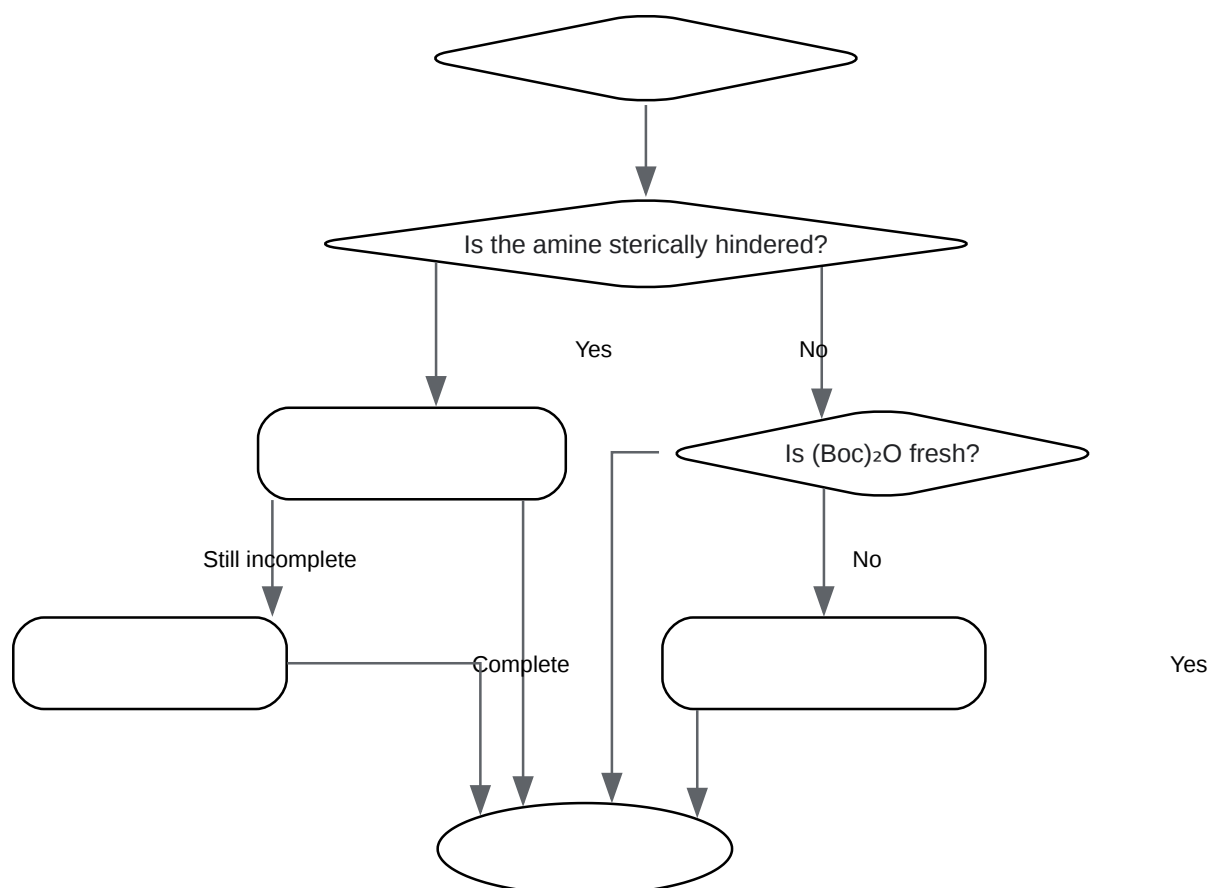 Is the amine sterically hindered?
Yes
No
Is (Boc)₂O fresh?
Still incomplete
No
Complete
Yes